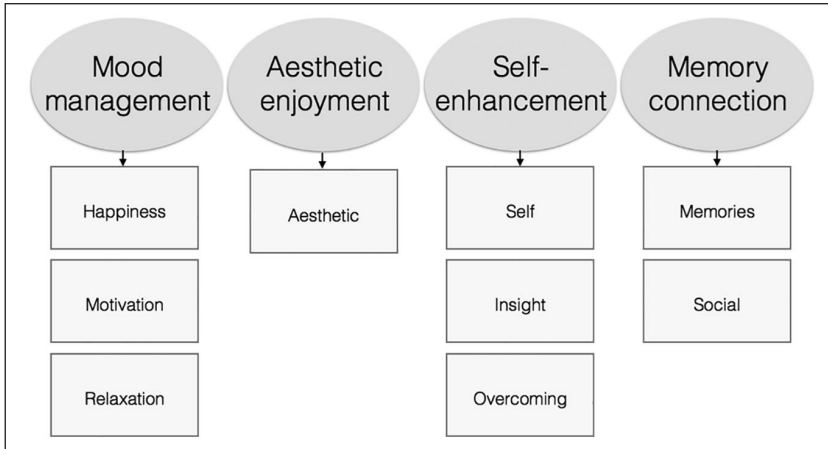 Mood
management
Aesthetic
enjoyment
Self-
enhancement
Memory
connection
Happiness
Aesthetic
Self
Memories
Motivation
Insight
Social
Relaxation
Overcoming